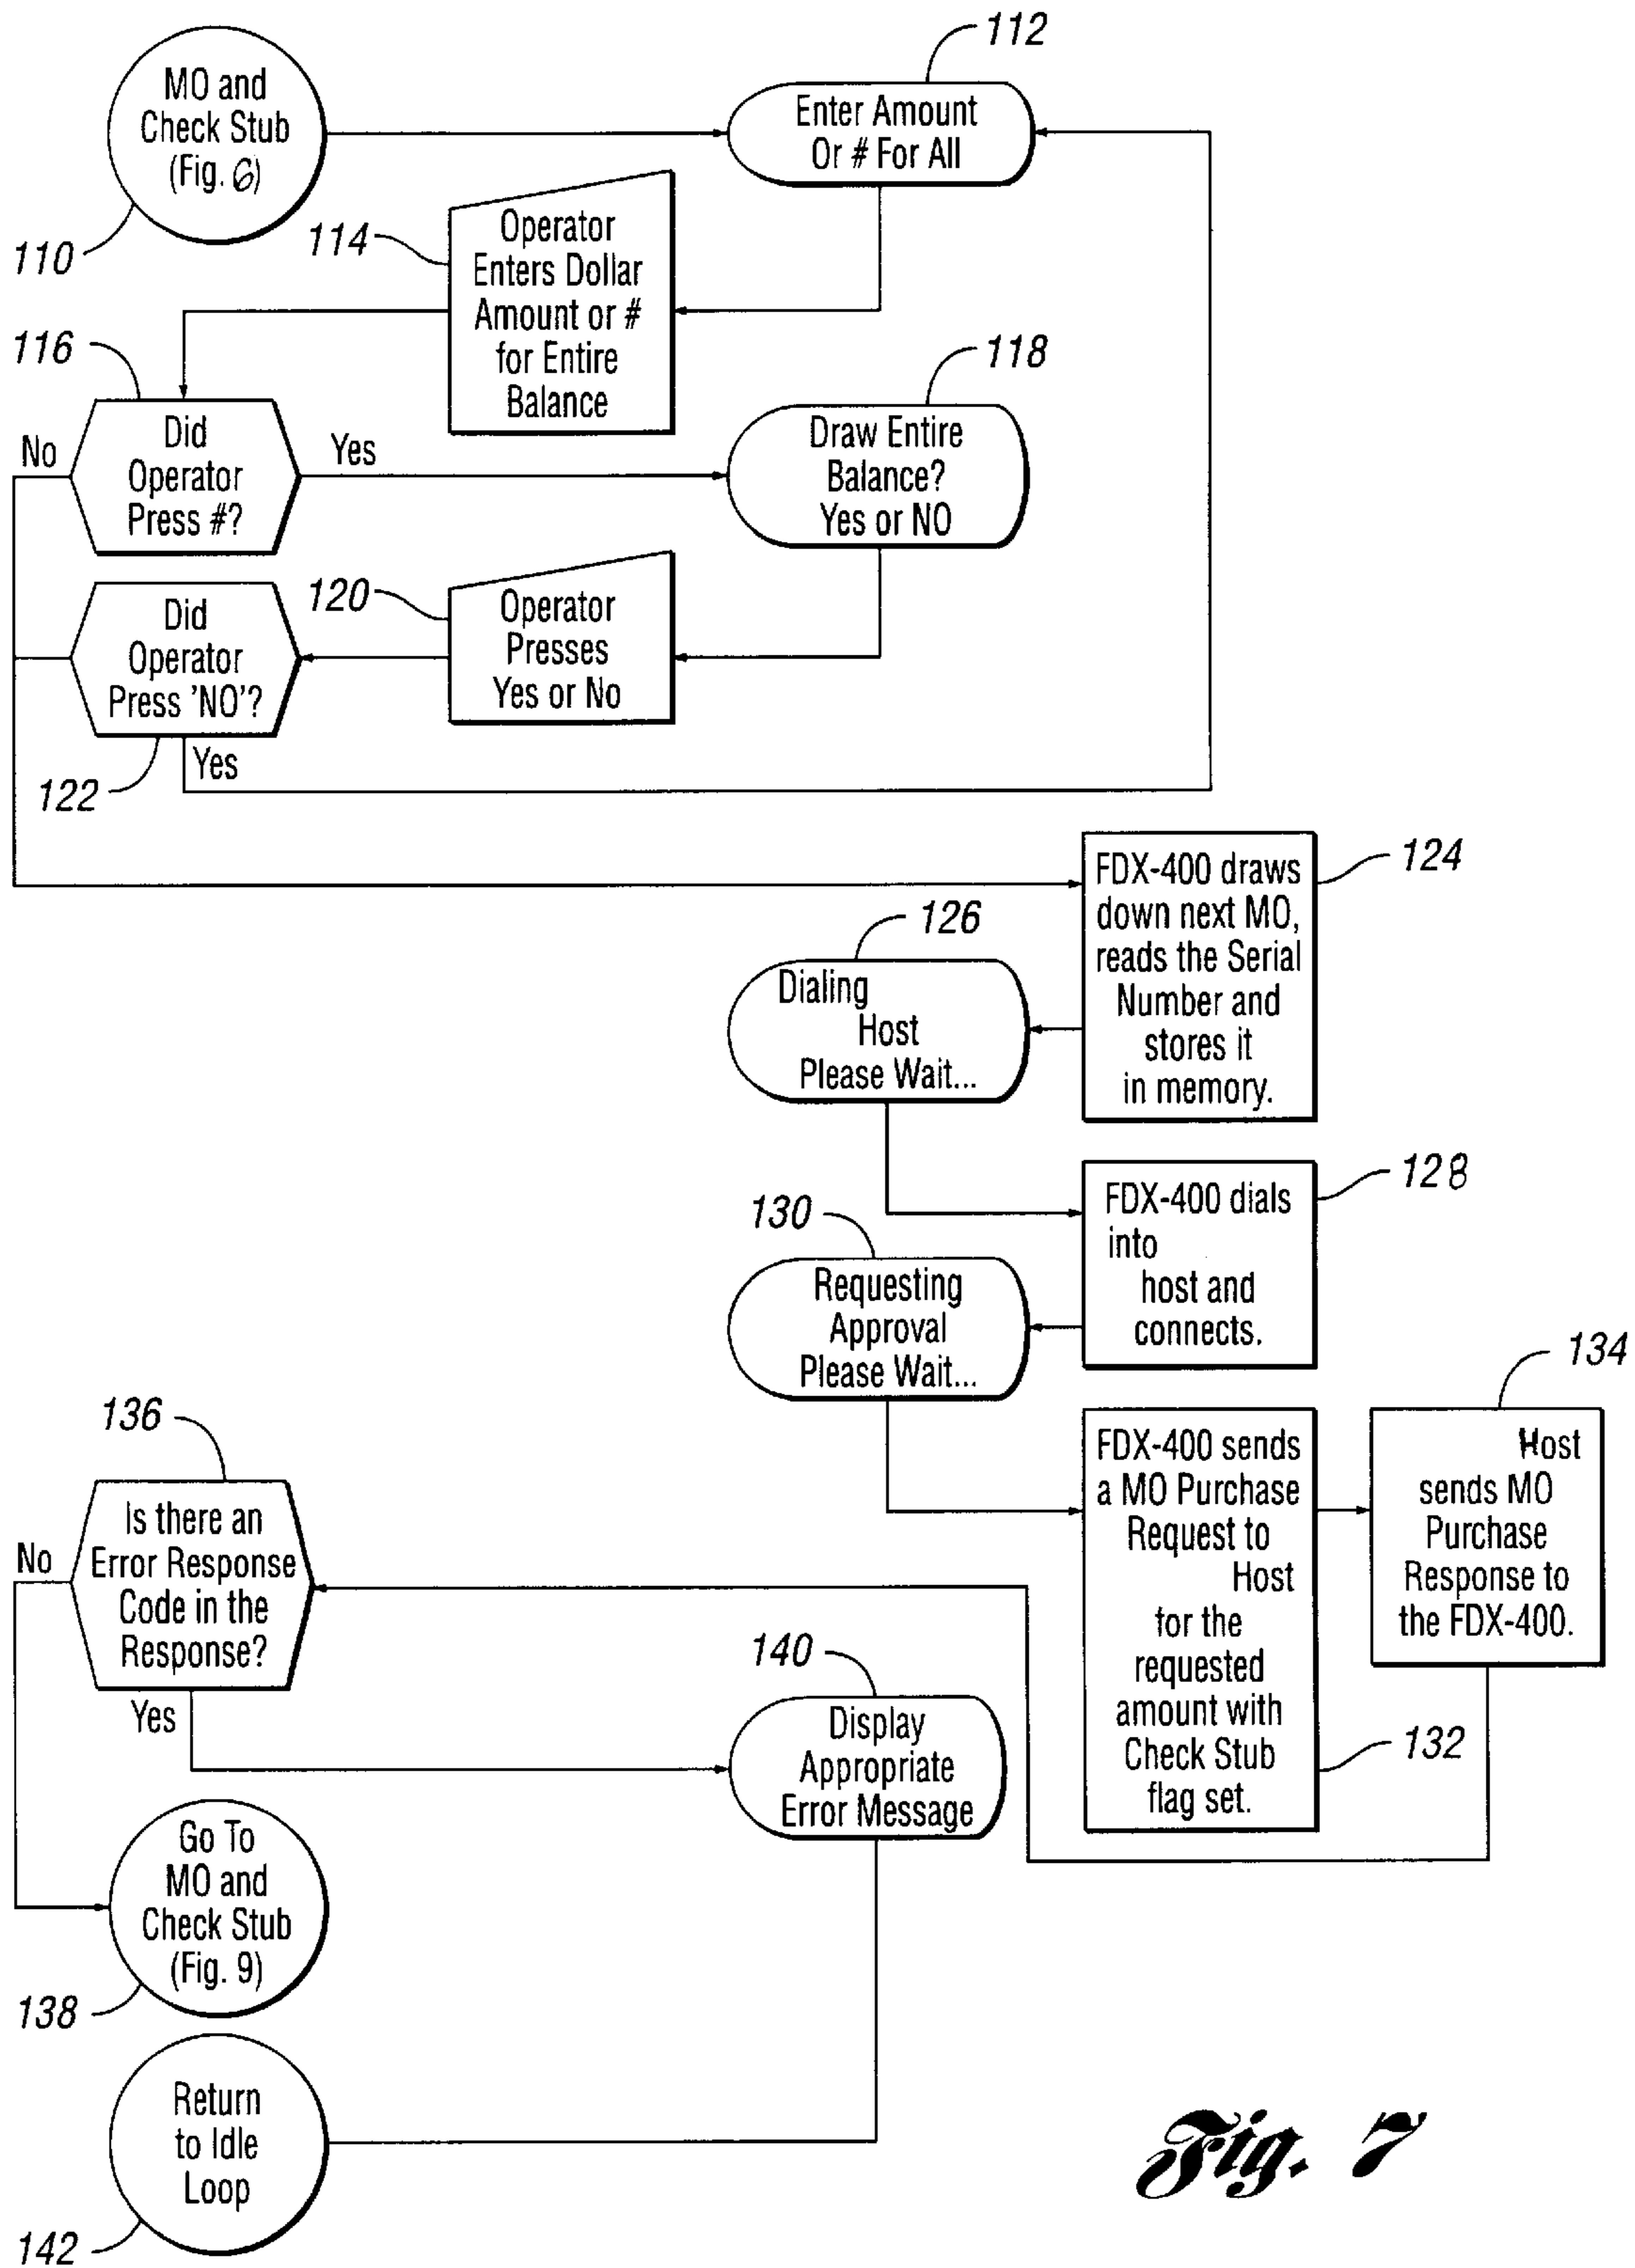 112
MO and
Check Stub
(Fig. 6)
110
Enter Amount
Or # For All
114
Operator
Enters Dollar
Amount or #
for Entire
Balance
116
Did
Operator
Press #?
No
Yes
118
Draw Entire
Balance?
Yes or NO
120
Operator
Presses
Yes or No
Did
Operator
Press 'NO'?
122
Yes
FDX-400 draws
down next MO,
reads the Serial
Number and
stores it
in memory.
124
126
Dialing
Host
Please Wait...
FDX-400 dials
into
host and
connects.
128
130
Requesting
Approval
Please Wait...
FDX-400 sends
a MO Purchase
Request to
Host
for the
requested
amount with
Check Stub
flag set.
132
134
Host
sends MO
Purchase
Response to
the FDX-400.
136
Is there an
Error Response
Code in the
Response?
No
Yes
140
Display
Appropriate
Error Message
Go To
MO and
Check Stub
(Fig. 9)
138
Return
to Idle
Loop
142
Fig. 7